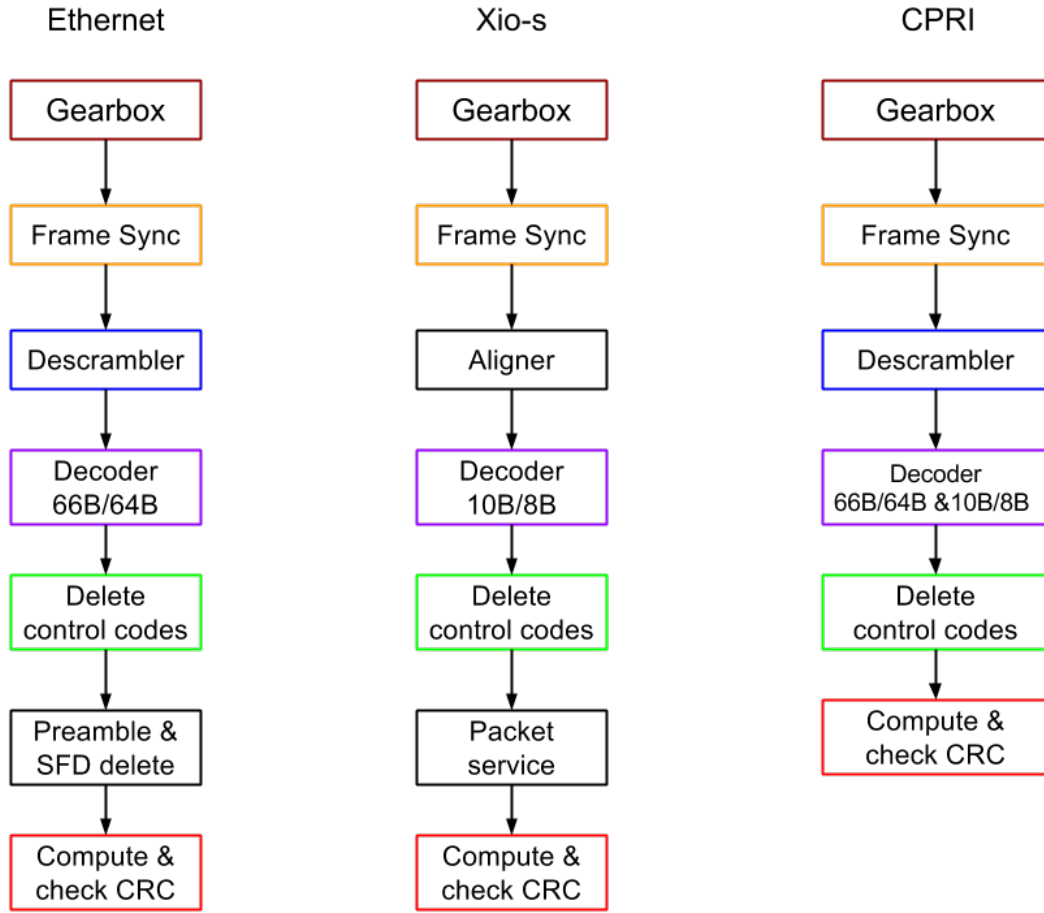 Ethernet
Gearbox
Frame Sync
Descrambler
Decoder
66B/64B
Delete
control codes
Preamble &
SFD delete
Compute &
check CRC
Xio-s
Gearbox
Frame Sync
Aligner
Decoder
10B/8B
Delete
control codes
Packet
service
Compute &
check CRC
CPRI
Gearbox
Frame Sync
Descrambler
Decoder
66B/64B &10B/8B
Delete
control codes
Compute &
check CRC